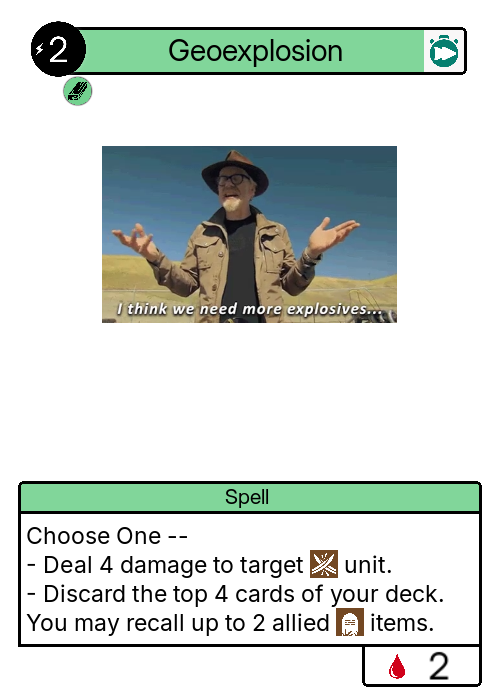 2
Geoexplosion
I think we need more explosives...
Spell
Choose One --
- Deal 4 damage to target unit.
- Discard the top 4 cards of your deck.
You may recall up to 2 allied items.
2